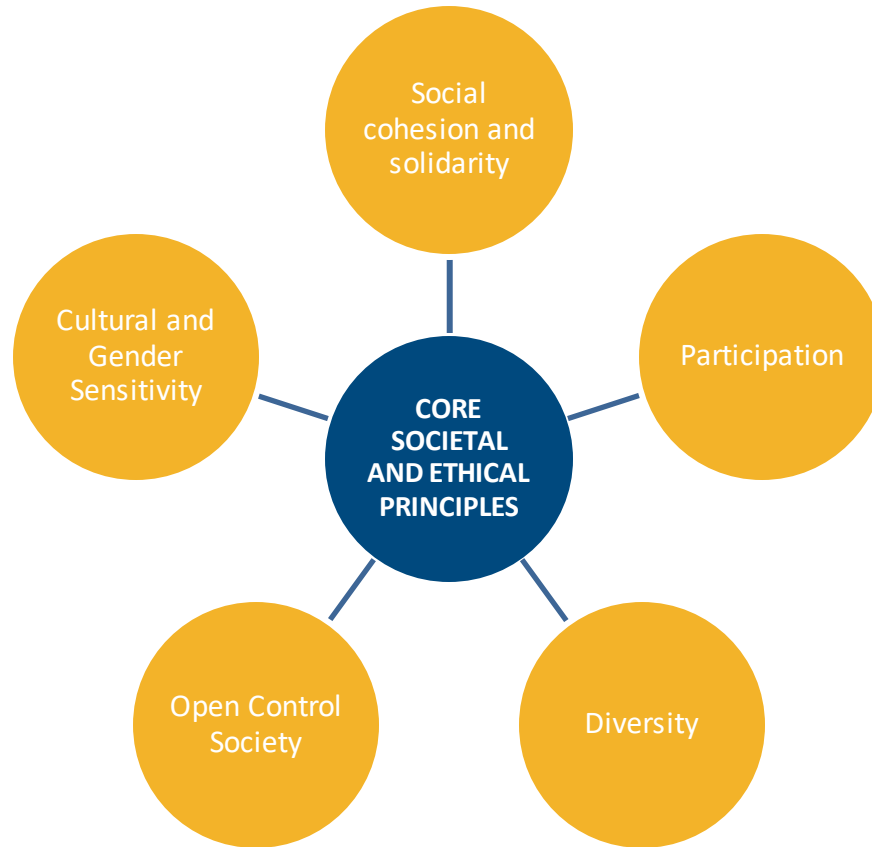 Social
cohesion and
solidarity
Cultural and
Gender
Sensitivity
Participation
CORE
SOCIETAL
AND ETHICAL
PRINCIPLES
Open Control
Society
Diversity